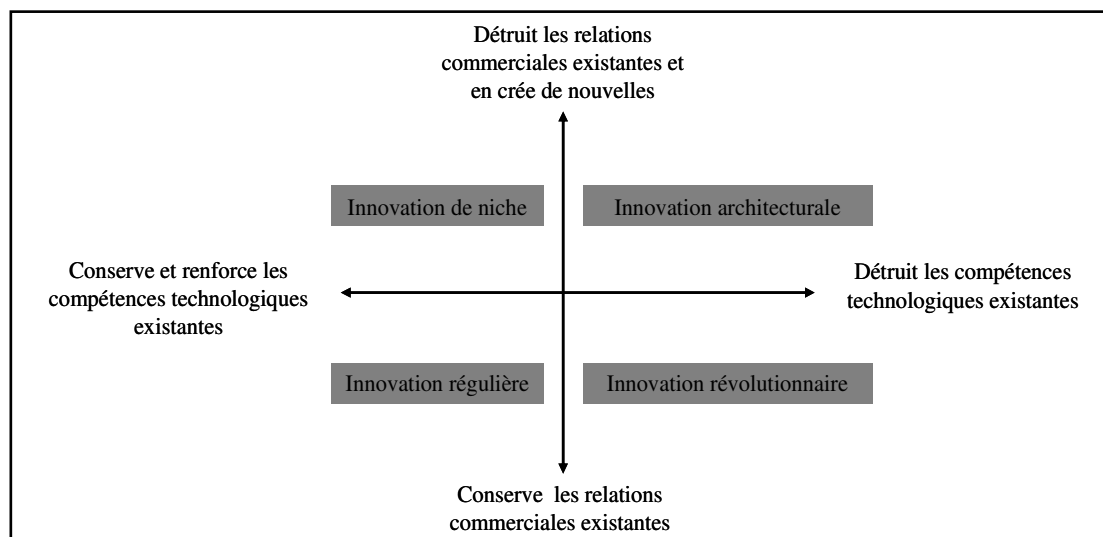 Détruit les relations
commerciales existantes et
en crée de nouvelles
Innovation de niche
Innovation architecturale
Conserve et renforce les
compétences technologiques
existantes
Détruit les compétences
technologiques existantes
Innovation régulière
Innovation révolutionnaire
Conserve les relations
commerciales existantes